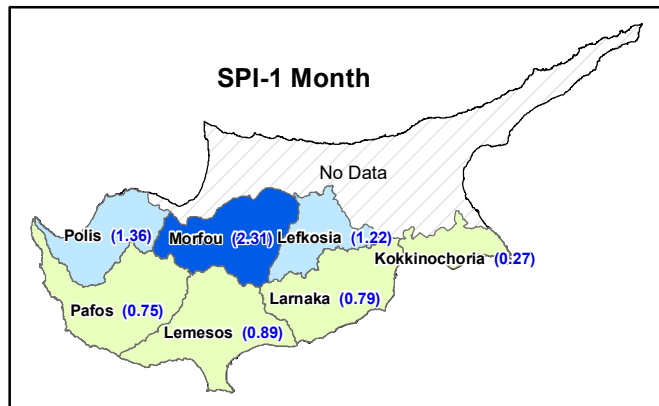 SPI-1 Month
No Data
Polis (1.36)
Morfou (2.31)
Lefkosia (1.22)
Kokkinochoria (0.27)
Pafos (0.75)
Larnaka (0.79)
Lemesos (0.89)